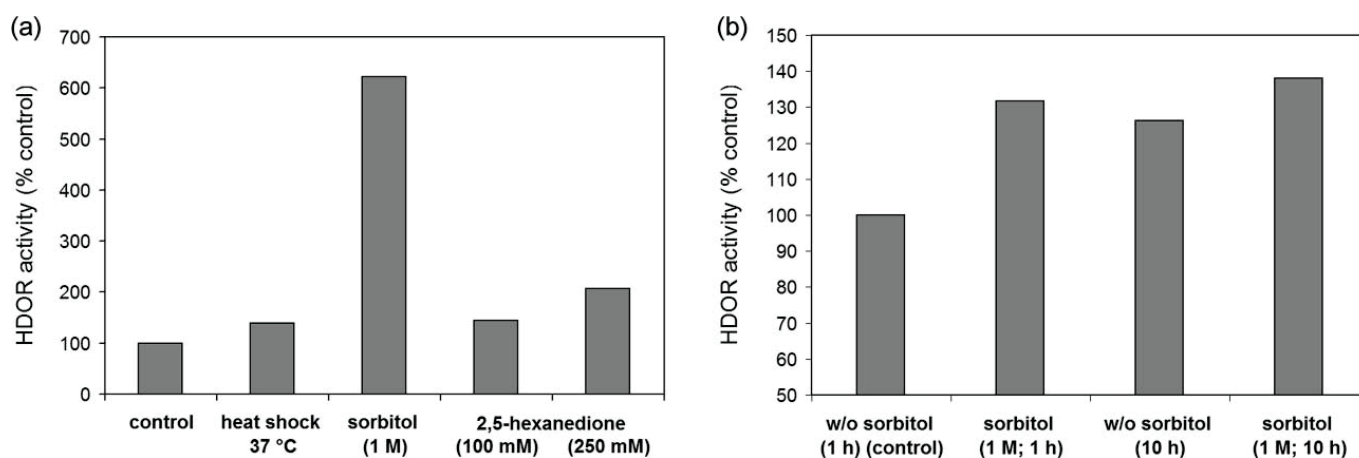 (a)
HDOR activity (% control)
700
600
500
400
300
200
100
0
control
heat shock
37 °C
sorbitol
(1 M)
2,5-hexanedione
(100 mM) (250 mM)
(b)
HDOR activity (% control)
150
140
130
120
110
100
90
80
70
60
50
w/o sorbitol
(1 h) (control)
sorbitol
(1 M; 1 h)
w/o sorbitol
(10 h)
sorbitol
(1 M; 10 h)